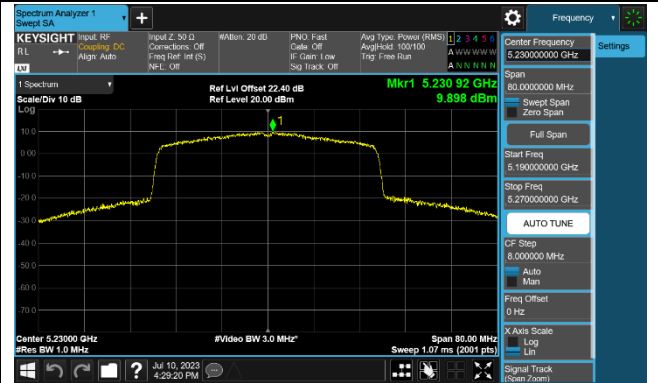 Spectrum Analyzer 1
Swept SA
Frequency
KEYSIGHT
RL
LXI
Input: RF
Coupling: DC
Align: Auto
Input Z: 50 Ω
Corrections: Off
Freq Ref: Int (S)
NFE: Off
#Atten: 20 dB
PNO: Fast
Gate: Off
IF Gain: Low
Sig Track: Off
Avg Type: Power (RMS)
Avg|Hold: 100/100
Trig: Free Run
1 2 3 4 5 6
A W W W W W
A N N N N N
1 Spectrum
Scale/Div 10 dB
Log
Ref Lvl Offset 22.40 dB
Ref Level 20.00 dBm
Mkr1 5.230 92 GHz
9.898 dBm
1
10.0
0.00
-10.0
-20.0
-30.0
-40.0
-50.0
-60.0
-70.0
Center 5.23000 GHz
#Res BW 1.0 MHz
#Video BW 3.0 MHz*
Span 80.00 MHz
Sweep 1.07 ms (2001 pts)
Jul 10, 2023
4:29:20 PM
Center Frequency
5.230000000 GHz
Settings
Span
80.0000000 MHz
Swept Span
Zero Span
Full Span
Start Freq
5.190000000 GHz
Stop Freq
5.270000000 GHz
AUTO TUNE
CF Step
8.000000 MHz
Auto
Man
Freq Offset
0 Hz
X Axis Scale
Log
Lin
Signal Track
(Span Zoom)